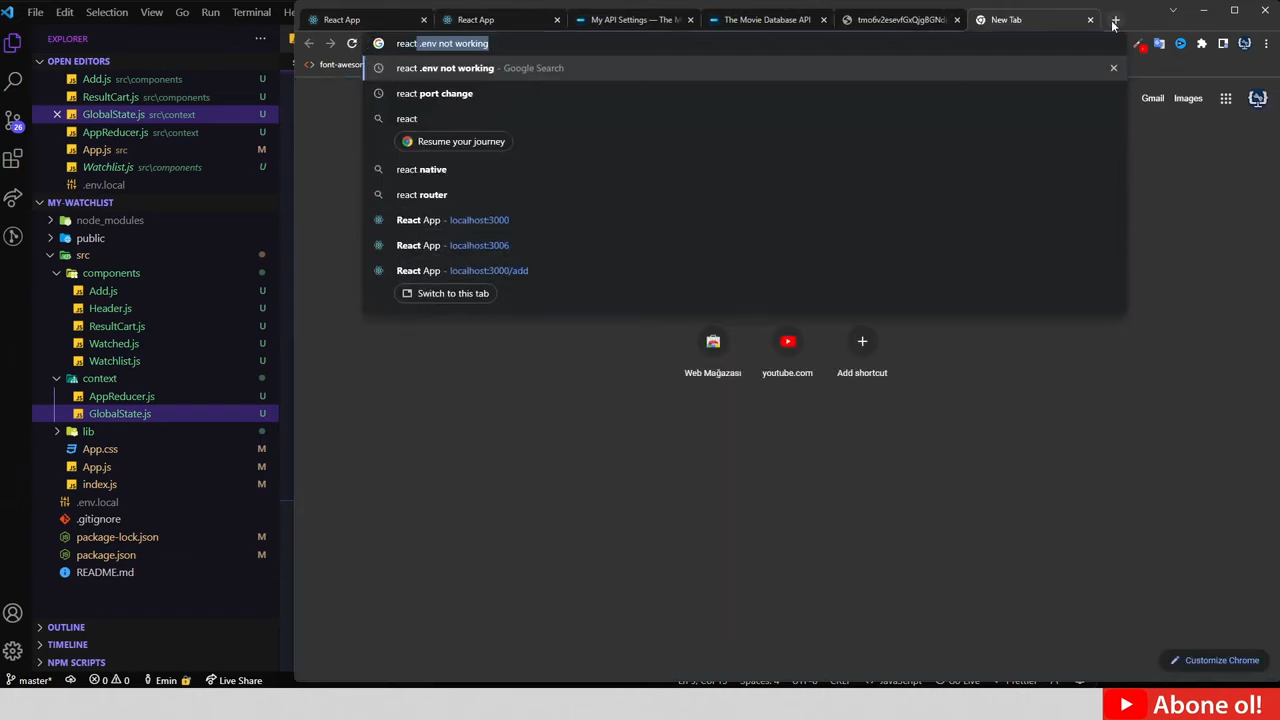 File Edit Selection View Go Run Terminal
React App
React App
My API Settings — The M
The Movie Database API
New Tab
react .env not working
EXPLORER
OPEN EDITORS
Add.js src\components U
ResultCart.js src\components U
GlobalState.js src\context U
AppReducer.js src\context U
App.js src M
Watchlist.js src\components U
.env.local
MY-WATCHLIST
node_modules
public
src
components
Add.js U
Header.js U
ResultCart.js U
Watched.js U
Watchlist.js U
context
AppReducer.js U
GlobalState.js U
lib
App.css M
App.js M
index.js M
.env.local
.gitignore
package-lock.json M
package.json M
README.md
OUTLINE
TIMELINE
NPM SCRIPTS
26
master* 0 0 Emin Live Share
font-awesom
react .env not working - Google Search
react port change
react
Resume your journey
react native
react router
React App - localhost:3000
React App - localhost:3006
React App - localhost:3000/add
Switch to this tab
Gmail Images
Web Mağazası youtube.com Add shortcut
Customize Chrome
Abone ol!